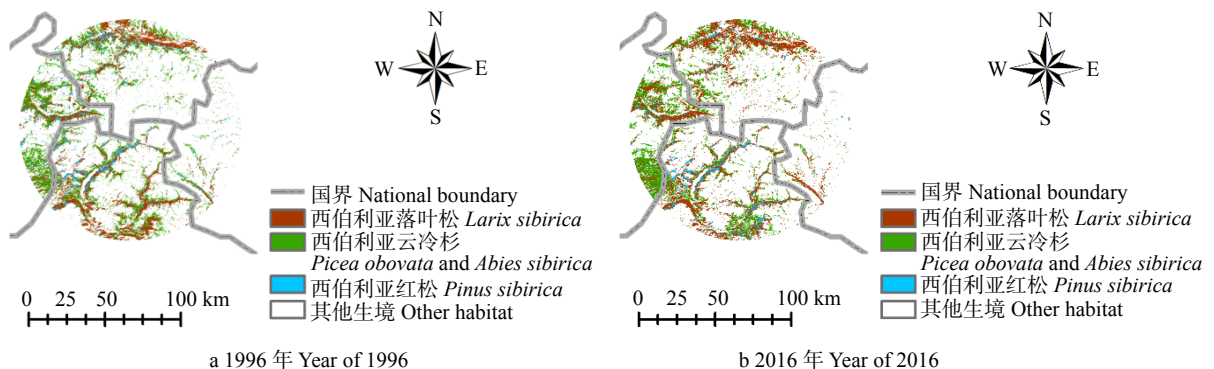 N
W E
S
国界 National boundary
西伯利亚落叶松 Larix sibirica
西伯利亚云冷杉
Picea obovata and Abies sibirica
西伯利亚红松 Pinus sibirica
其他生境 Other habitat
0 25 50 100 km
a 1996 年 Year of 1996
N
W E
S
国界 National boundary
西伯利亚落叶松 Larix sibirica
西伯利亚云冷杉
Picea obovata and Abies sibirica
西伯利亚红松 Pinus sibirica
其他生境 Other habitat
0 25 50 100 km
b 2016 年 Year of 2016